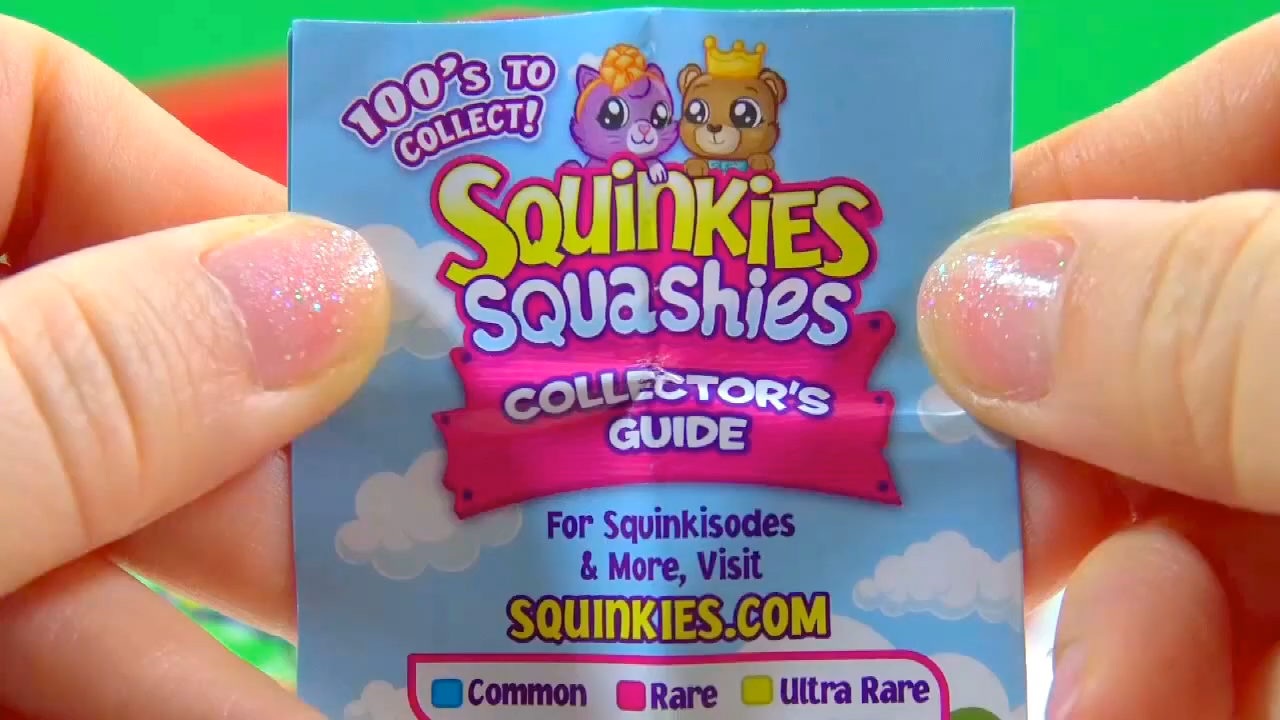 100's TO
COLLECT!
SQUINKIES
SQUASHIES
COLLECTOR'S
GUIDE
For Squinkisodes
& More, Visit
SQUINKIES.COM
Common Rare Ultra Rare